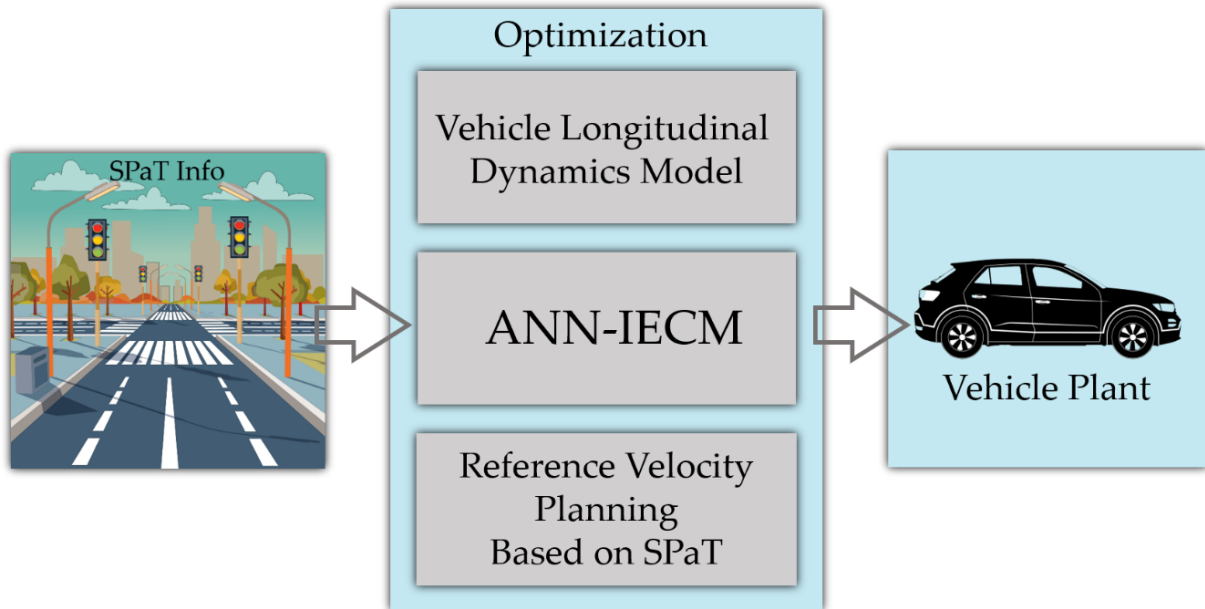 SPaT Info
Optimization
Vehicle Longitudinal
Dynamics Model
ANN-IECM
Reference Velocity
Planning
Based on SPaT
Vehicle Plant